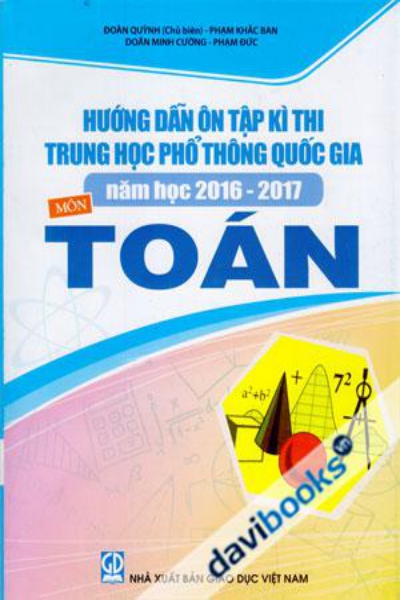 ĐOÀN QUỲNH (Chủ biên) - PHẠM KHẮC BAN
DOÃN MINH CƯỜNG - PHẠM ĐỨC
HƯỚNG DẪN ÔN TẬP KÌ THI
TRUNG HỌC PHỔ THÔNG QUỐC GIA
năm học 2016 - 2017
MÔN
TOÁN
a²+b²
+
7²
davibooks.vn
NHÀ XUẤT BẢN GIÁO DỤC VIỆT NAM